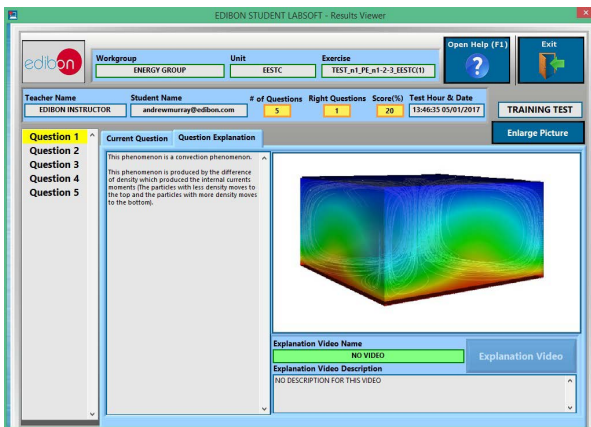 EDIBON STUDENT LABSOFT - Results Viewer
edibon
Workgroup Unit Exercise
ENERGY GROUP EESTC TEST_n1_PE_n1-2-3_EESTC(1)
Open Help (F1) Exit
?
Teacher Name Student Name # of Questions Right Questions Score(%) Test Hour & Date
EDIBON INSTRUCTOR andrewmurray@edibon.com 5 1 20 13:46:35 05/01/2017 TRAINING TEST
Enlarge Picture
Question 1
Question 2
Question 3
Question 4
Question 5
Current Question Question Explanation
This phenomenon is a convection phenomenon.
This phenomenon is produced by the difference
of density which produced the internal currents
moments (The particles with less density moves to
the top and the particles with more density moves
to the bottom).
Explanation Video Name
NO VIDEO
Explanation Video
Explanation Video Description
NO DESCRIPTION FOR THIS VIDEO